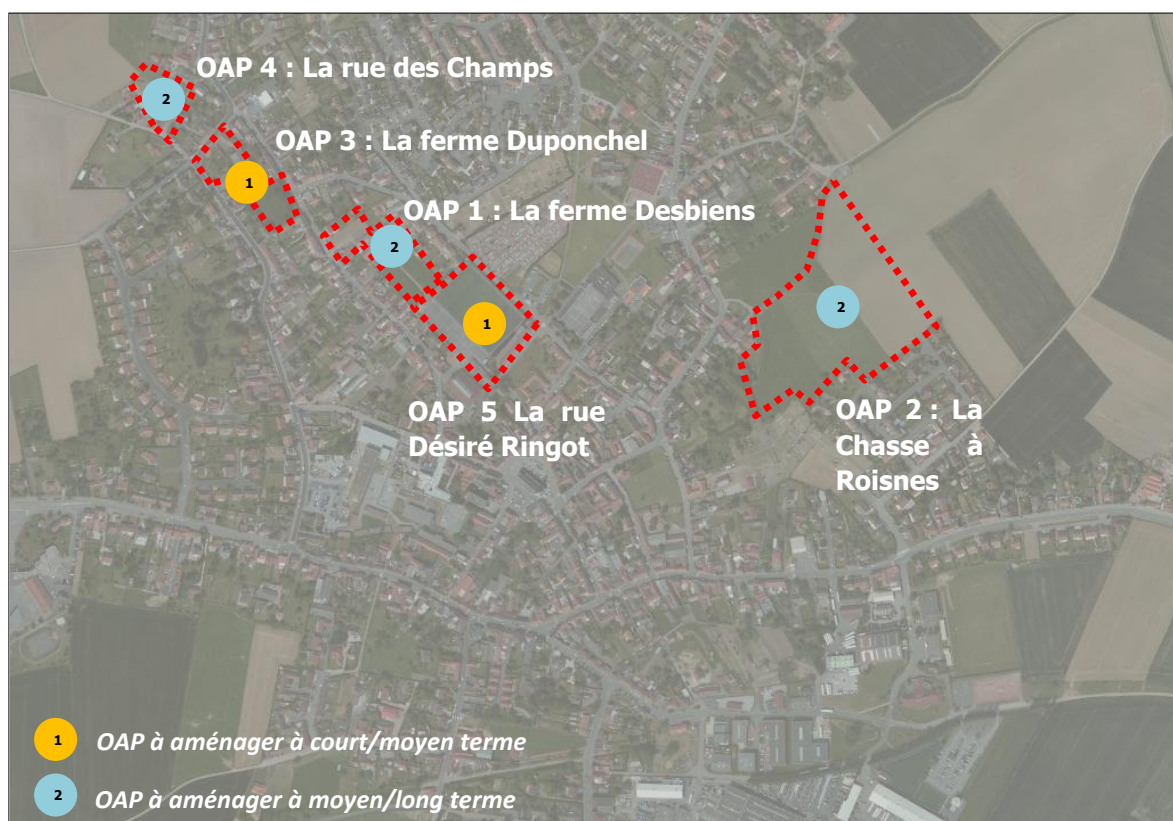 OAP 4 : La rue des Champs
2
OAP 3 : La ferme Duponchel
1
OAP 1 : La ferme Desbiens
2
1
2
OAP 5 La rue
Désiré Ringot
OAP 2 : La
Chasse à
Roisnes
1 OAP à aménager à court/moyen terme
2 OAP à aménager à moyen/long terme